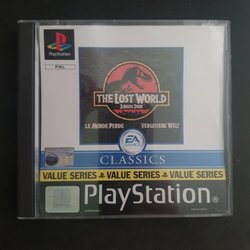 PlayStation
PAL
THE LOST WORLD
JURASSIC PARK
LE MONDE PERDU VERGESSENE WELT
EA
CLASSICS
VALUE SERIES VALUE SERIES VALUE SERIES
PlayStation